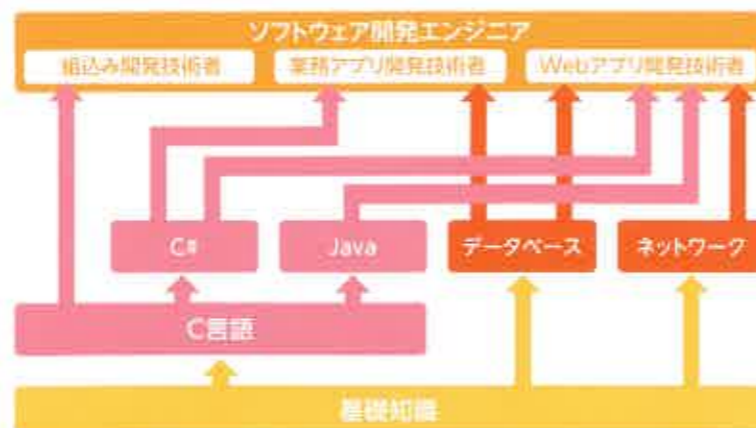 ソフトウェア開発エンジニア
組込み開発技術者
業務アプリ開発技術者
Webアプリ開発技術者
C#
Java
データベース
ネットワーク
C言語
基礎知識